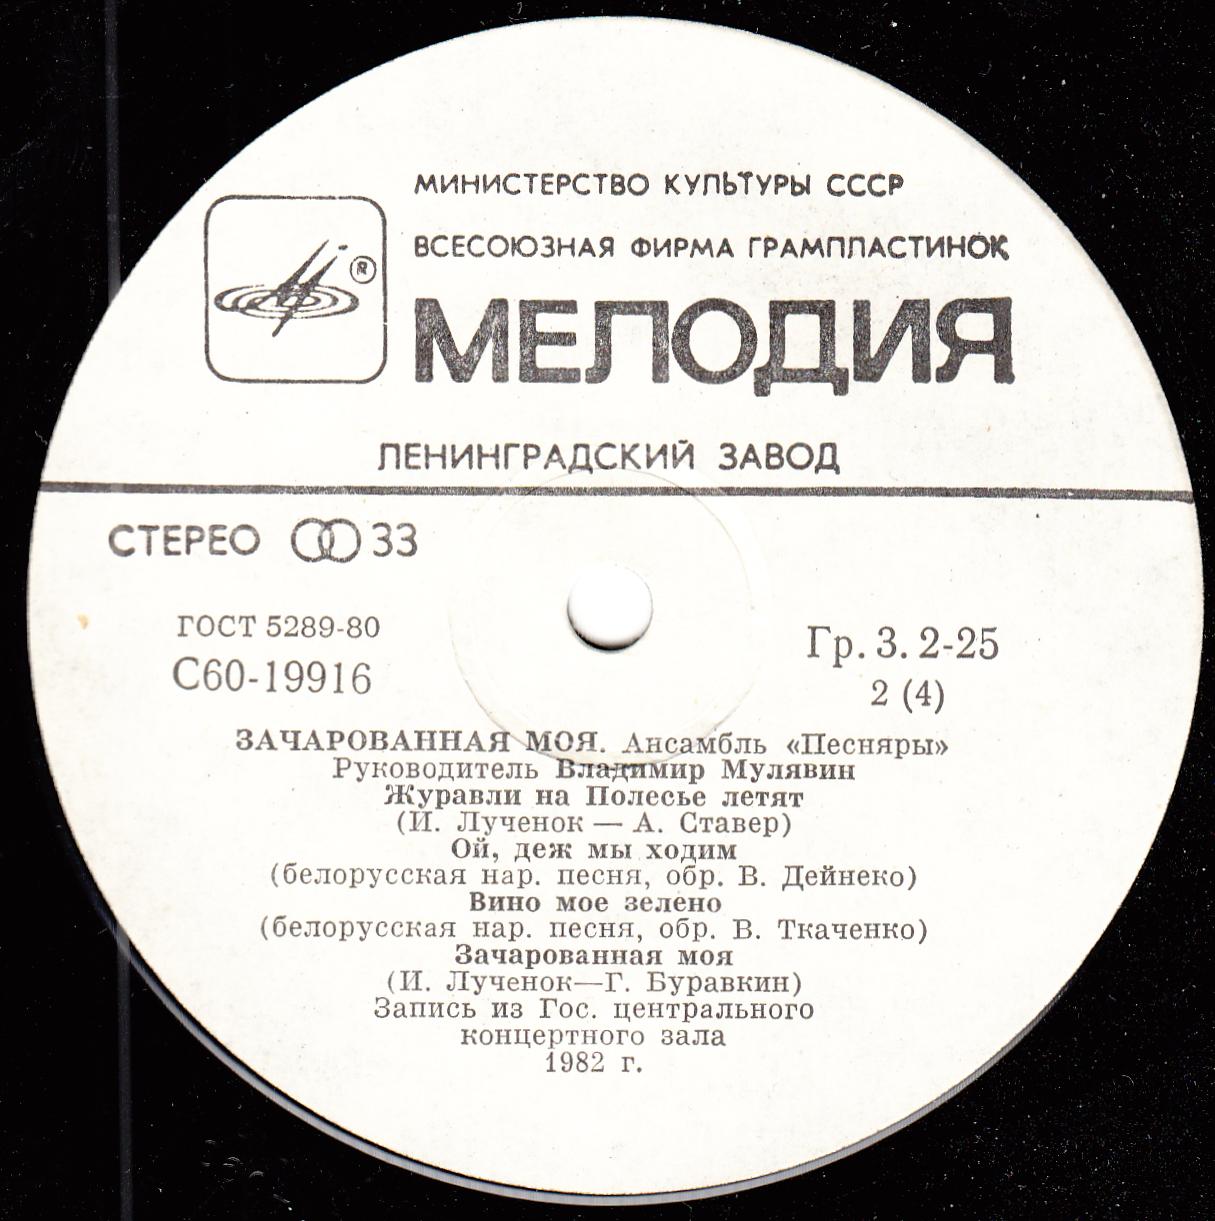 МИНИСТЕРСТВО КУЛЬТУРЫ СССР
ВСЕСОЮЗНАЯ ФИРМА ГРАМПЛАСТИНОК
®
МЕЛОДИЯ
ЛЕНИНГРАДСКИЙ ЗАВОД
СТЕРЕО 33
ГОСТ 5289-80
С60-19916
Гр. 3. 2-25
2 (4)
ЗАЧАРОВАННАЯ МОЯ. Ансамбль «Песняры»
Руководитель Владимир Мулявин
Журавли на Полесье летят
(И. Лученок — А. Ставер)
Ой, деж мы ходим
(белорусская нар. песня, обр. В. Дейнеко)
Вино мое зелено
(белорусская нар. песня, обр. В. Ткаченко)
Зачарованная моя
(И. Лученок—Г. Буравкин)
Запись из Гос. центрального
концертного зала
1982 г.